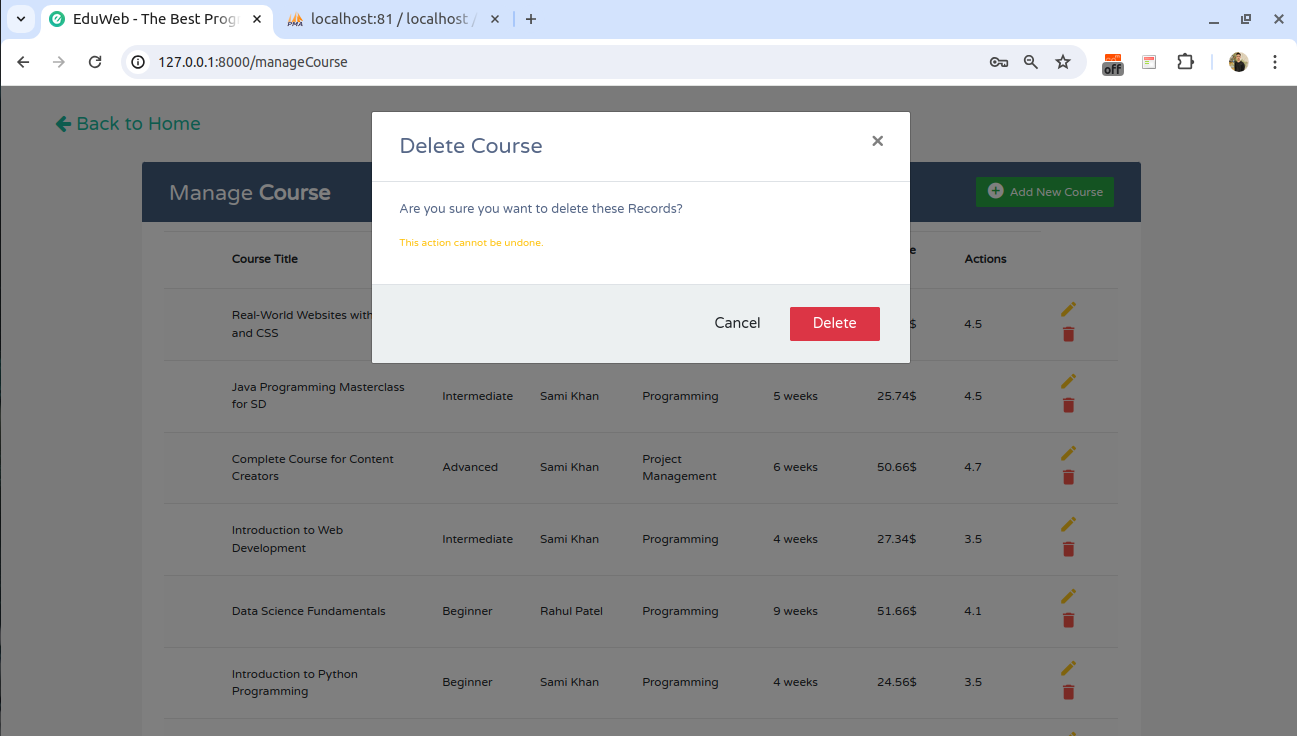 EduWeb - The Best Prog
localhost:81 / localhost /
127.0.0.1:8000/manageCourse
off
Back to Home
Delete Course
Manage Course
Add New Course
Are you sure you want to delete these Records?
This action cannot be undone.
Course Title
e
Actions
Real-World Websites with
and CSS
$
4.5
Cancel
Delete
Java Programming Masterclass
for SD
Intermediate
Sami Khan
Programming
5 weeks
25.74$
4.5
Complete Course for Content
Creators
Advanced
Sami Khan
Project
Management
6 weeks
50.66$
4.7
Introduction to Web
Development
Intermediate
Sami Khan
Programming
4 weeks
27.34$
3.5
Data Science Fundamentals
Beginner
Rahul Patel
Programming
9 weeks
51.66$
4.1
Introduction to Python
Programming
Beginner
Sami Khan
Programming
4 weeks
24.56$
3.5